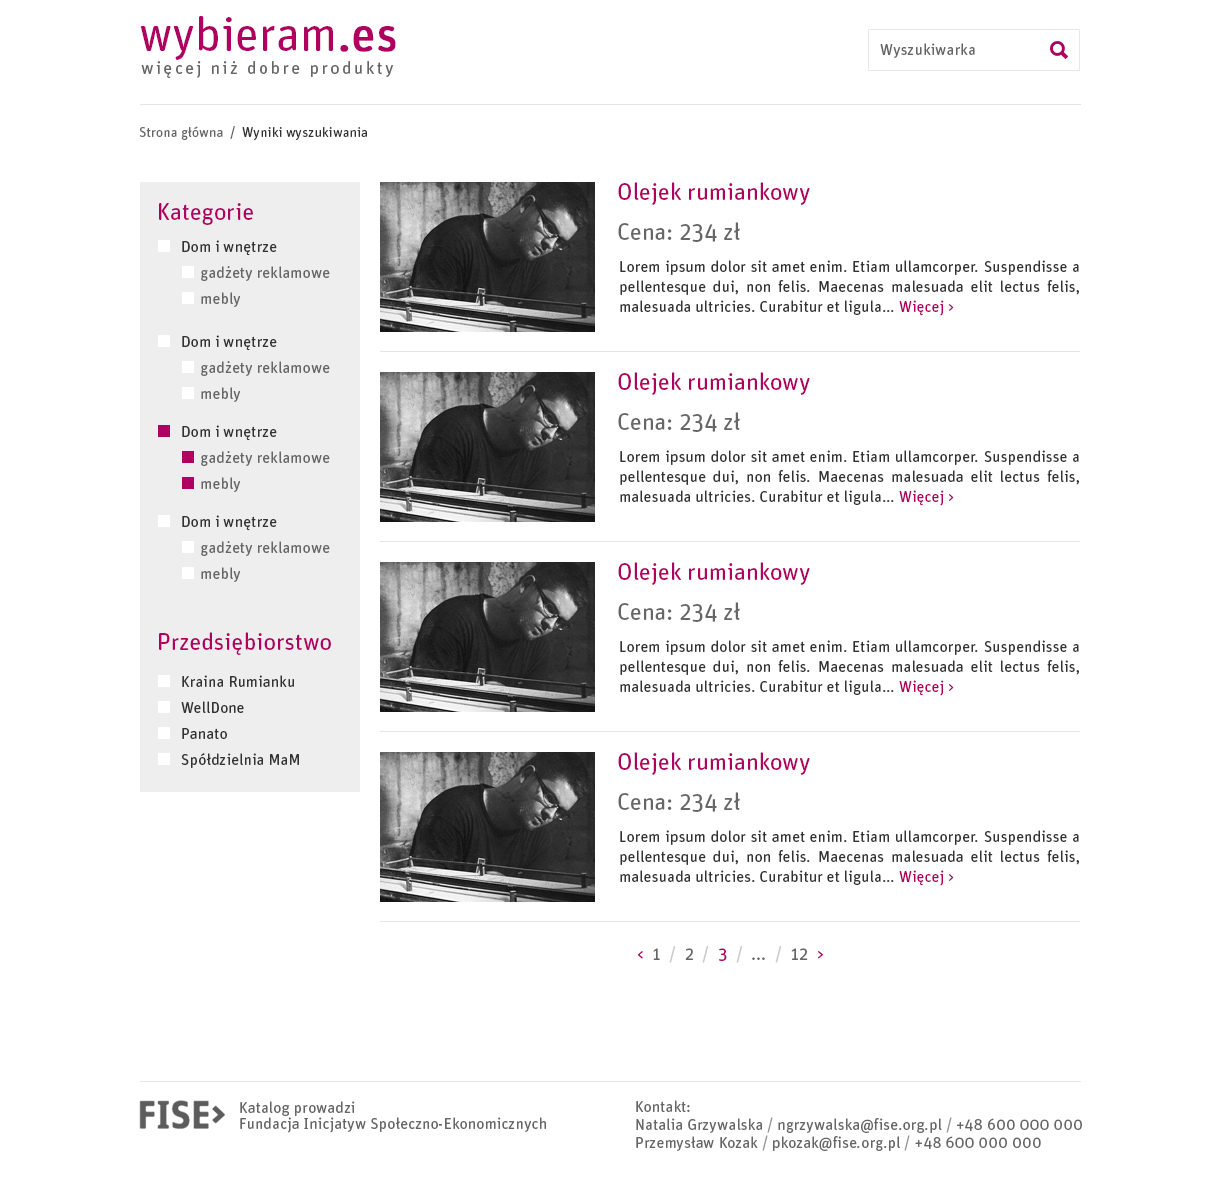 wybieram.es
więcej niż dobre produkty
Wyszukiwarka
Strona główna / Wyniki wyszukiwania
Kategorie
Dom i wnętrze
gadżety reklamowe
mebly
Dom i wnętrze
gadżety reklamowe
mebly
Dom i wnętrze
gadżety reklamowe
mebly
Dom i wnętrze
gadżety reklamowe
mebly
Przedsiębiorstwo
Kraina Rumianku
WellDone
Panato
Spółdzielnia MaM
Olejek rumiankowy
Cena: 234 zł
Lorem ipsum dolor sit amet enim. Etiam ullamcorper. Suspendisse a
pellentesque dui, non felis. Maecenas malesuada elit lectus felis,
malesuada ultricies. Curabitur et ligula... Więcej >
Olejek rumiankowy
Cena: 234 zł
Lorem ipsum dolor sit amet enim. Etiam ullamcorper. Suspendisse a
pellentesque dui, non felis. Maecenas malesuada elit lectus felis,
malesuada ultricies. Curabitur et ligula... Więcej >
Olejek rumiankowy
Cena: 234 zł
Lorem ipsum dolor sit amet enim. Etiam ullamcorper. Suspendisse a
pellentesque dui, non felis. Maecenas malesuada elit lectus felis,
malesuada ultricies. Curabitur et ligula... Więcej >
Olejek rumiankowy
Cena: 234 zł
Lorem ipsum dolor sit amet enim. Etiam ullamcorper. Suspendisse a
pellentesque dui, non felis. Maecenas malesuada elit lectus felis,
malesuada ultricies. Curabitur et ligula... Więcej >
< 1 / 2 / 3 / ... / 12 >
FISE>
Katalog prowadzi
Fundacja Inicjatyw Społeczno-Ekonomicznych
Kontakt:
Natalia Grzywalska / ngrzywalska@fise.org.pl / +48 600 000 000
Przemysław Kozak / pkozak@fise.org.pl / +48 600 000 000